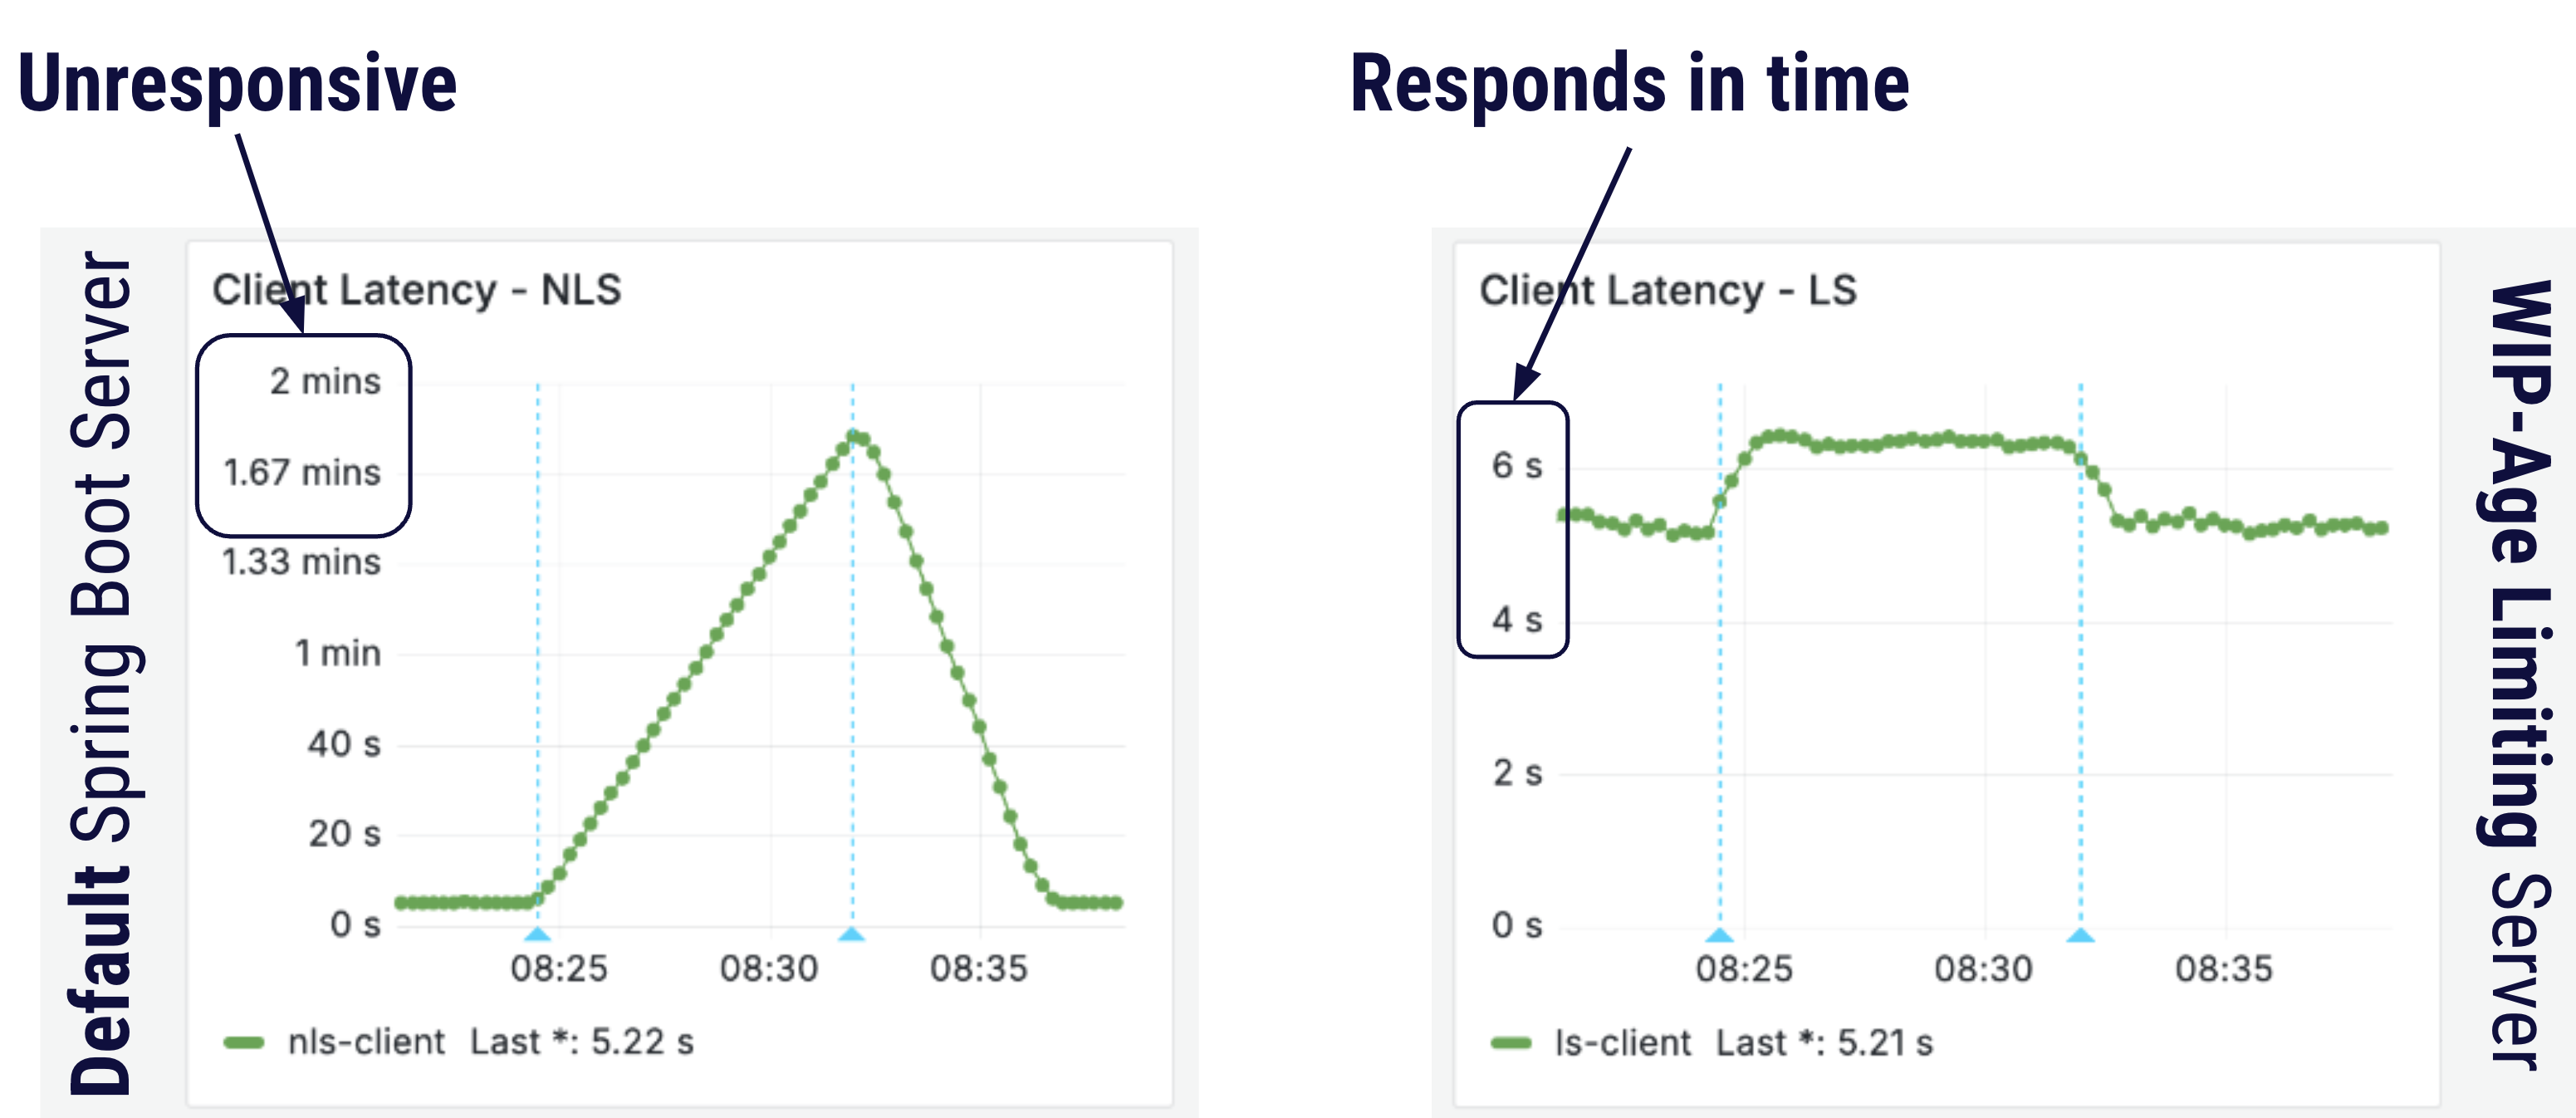 Unresponsive
Responds in time
Default Spring Boot Server
Client Latency - NLS
2 mins
1.67 mins
1.33 mins
1 min
40 s
20 s
0 s
08:25 08:30 08:35
nls-client Last *: 5.22 s
Client Latency - LS
6 s
4 s
2 s
0 s
08:25 08:30 08:35
ls-client Last *: 5.21 s
WIP-Age Limiting Server